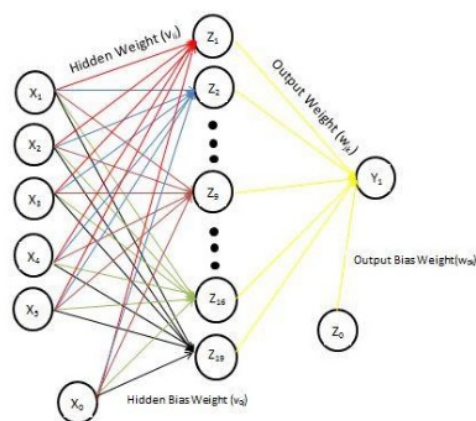 Hidden Weight (vᵢⱼ)
Z₁
X₁
Z₂
Output Weight (wⱼₖ)
X₂
X₃
Z₉
Y₁
X₄
Output Bias Weight(w₀ₖ)
X₅
Z₁₆
Z₀
Z₁₉
X₀
Hidden Bias Weight (v₀ⱼ)